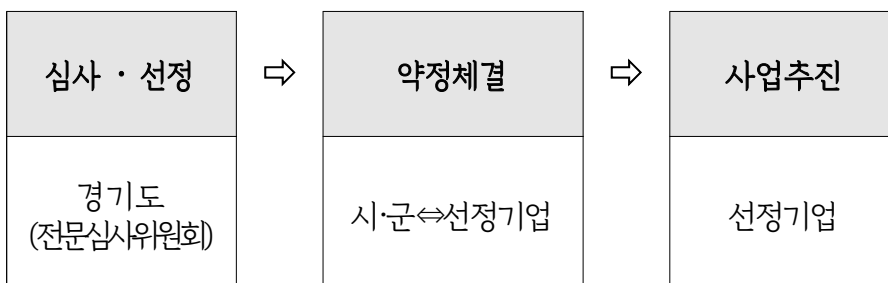 심사 · 선정 ⇨ 약정체결 ⇨ 사업추진
경기도
(전문심사위원회)
시·군⇔선정기업
선정기업